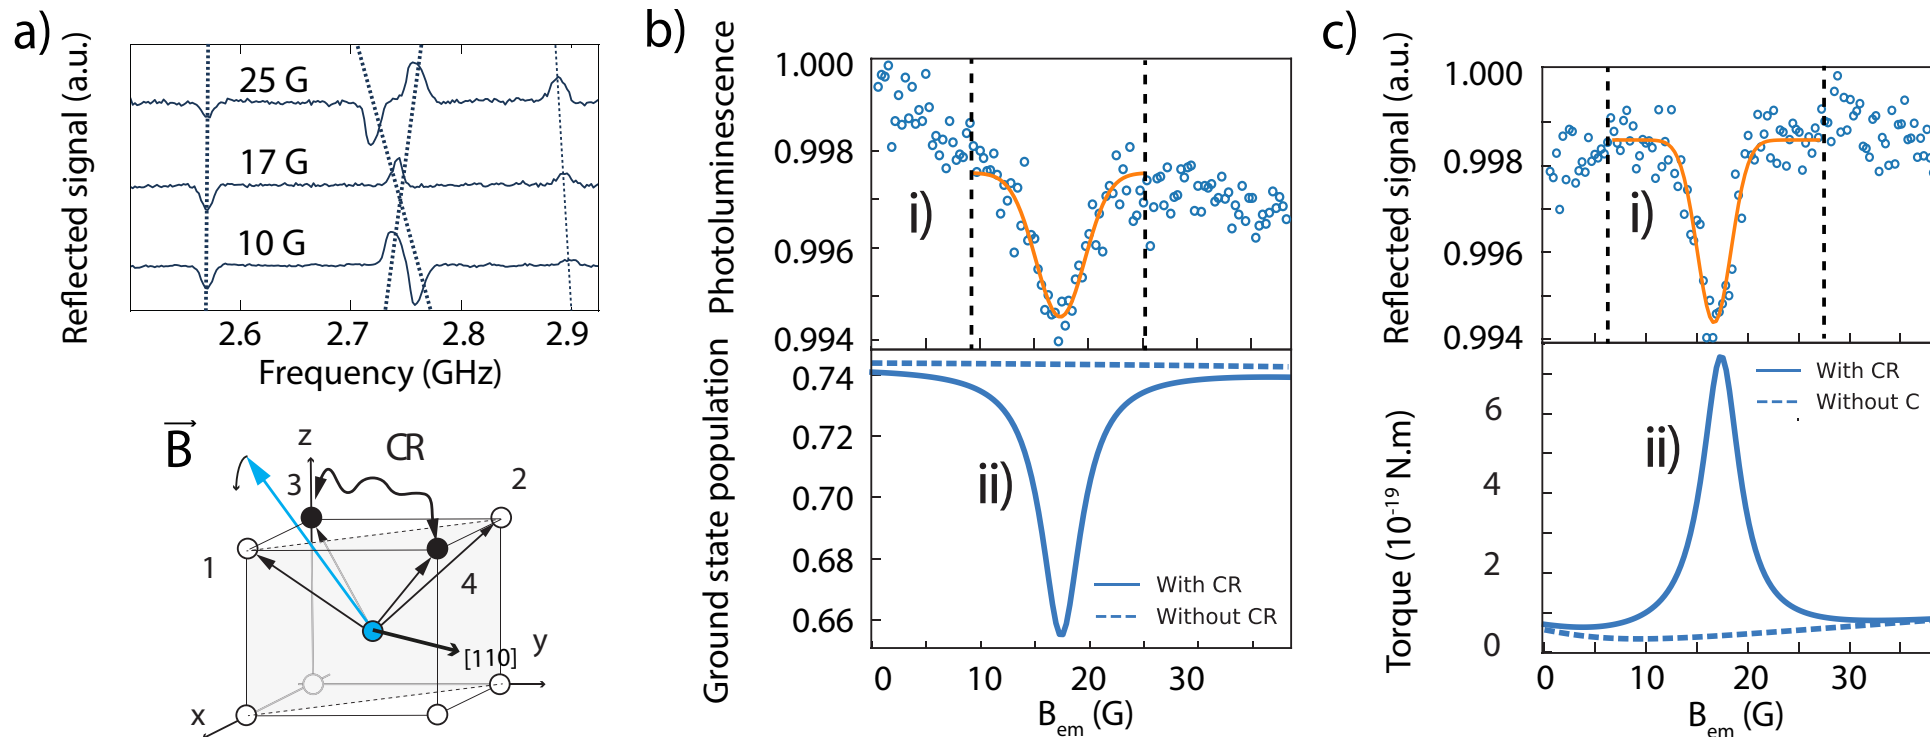 a)
Reflected signal (a.u.)
25 G
17 G
10 G
2.6 2.7 2.8 2.9
Frequency (GHz)
B
z
CR
3
2
1
4
[110]
y
x
b)
Photoluminescence
1.000
0.998
0.996
0.994
i)
Ground state population
0.74
0.72
0.70
0.68
0.66
ii)
With CR
Without CR
0 10 20 30
Bem (G)
c)
Reflected signal (a.u.)
1.000
0.998
0.996
0.994
i)
Torque (10-19 N.m)
6
4
2
0
ii)
With CR
Without C
0 10 20 30
Bem (G)